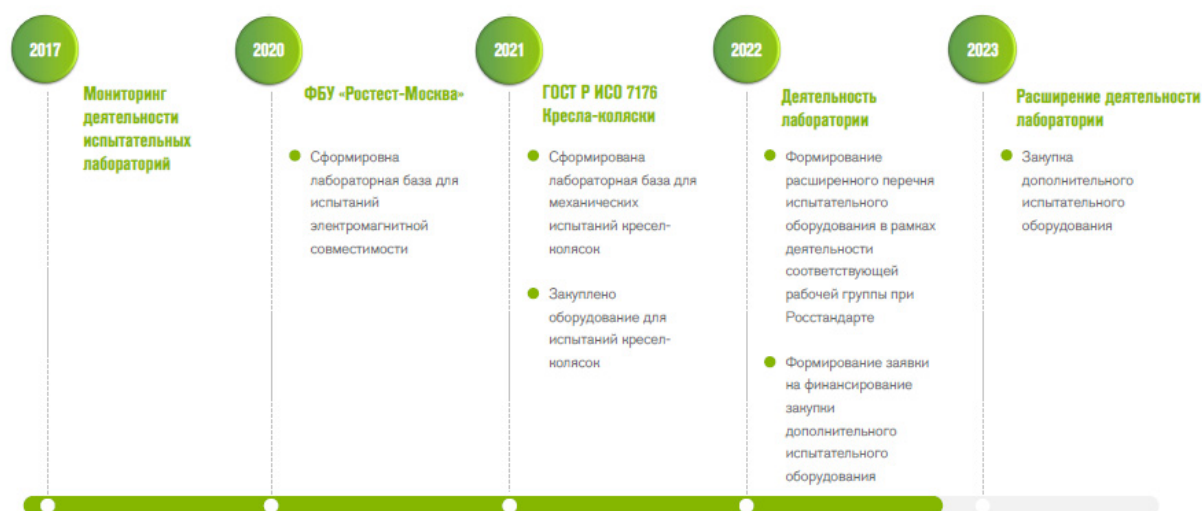 2017
Мониторинг
деятельности
испытательных
лабораторий
2020
ФБУ «Ростест-Москва»
Сформировна
лабораторная база для
испытаний
электромагнитной
совместимости
2021
ГОСТ Р ИСО 7176
Кресла-коляски
Сформирована
лабораторная база для
механических
испытаний кресел-
колясок
Закуплено
оборудование для
испытаний кресел-
колясок
2022
Деятельность
лаборатории
Формирование
расширенного перечня
испытательного
оборудования в рамках
деятельности
соответствующей
рабочей группы при
Росстандарте
Формирование заявки
на финансирование
закупки
дополнительного
испытательного
оборудования
2023
Расширение деятельности
лаборатории
Закупка
дополнительного
испытательного
оборудования